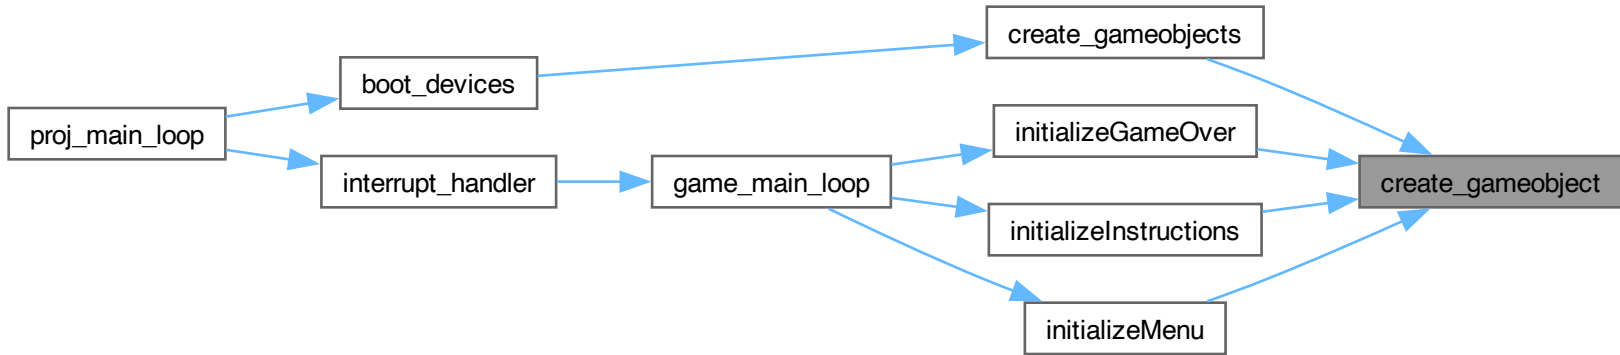 create_gameobjects
boot_devices
proj_main_loop
initializeGameOver
interrupt_handler
game_main_loop
create_gameobject
initializeInstructions
initializeMenu